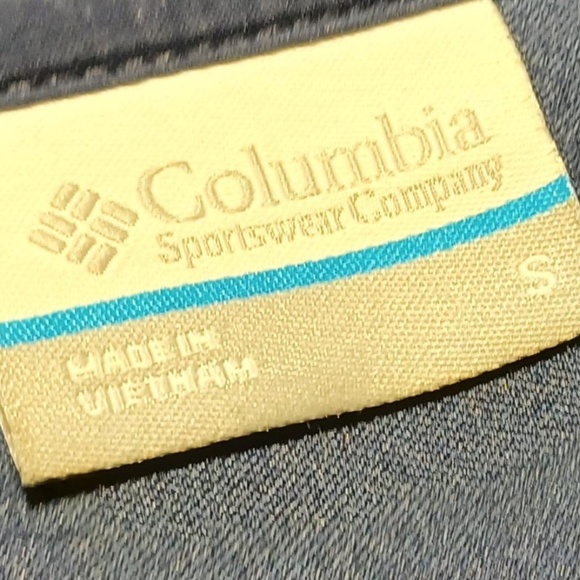 Columbia
Sportswear Company
S
MADE IN
VIETNAM